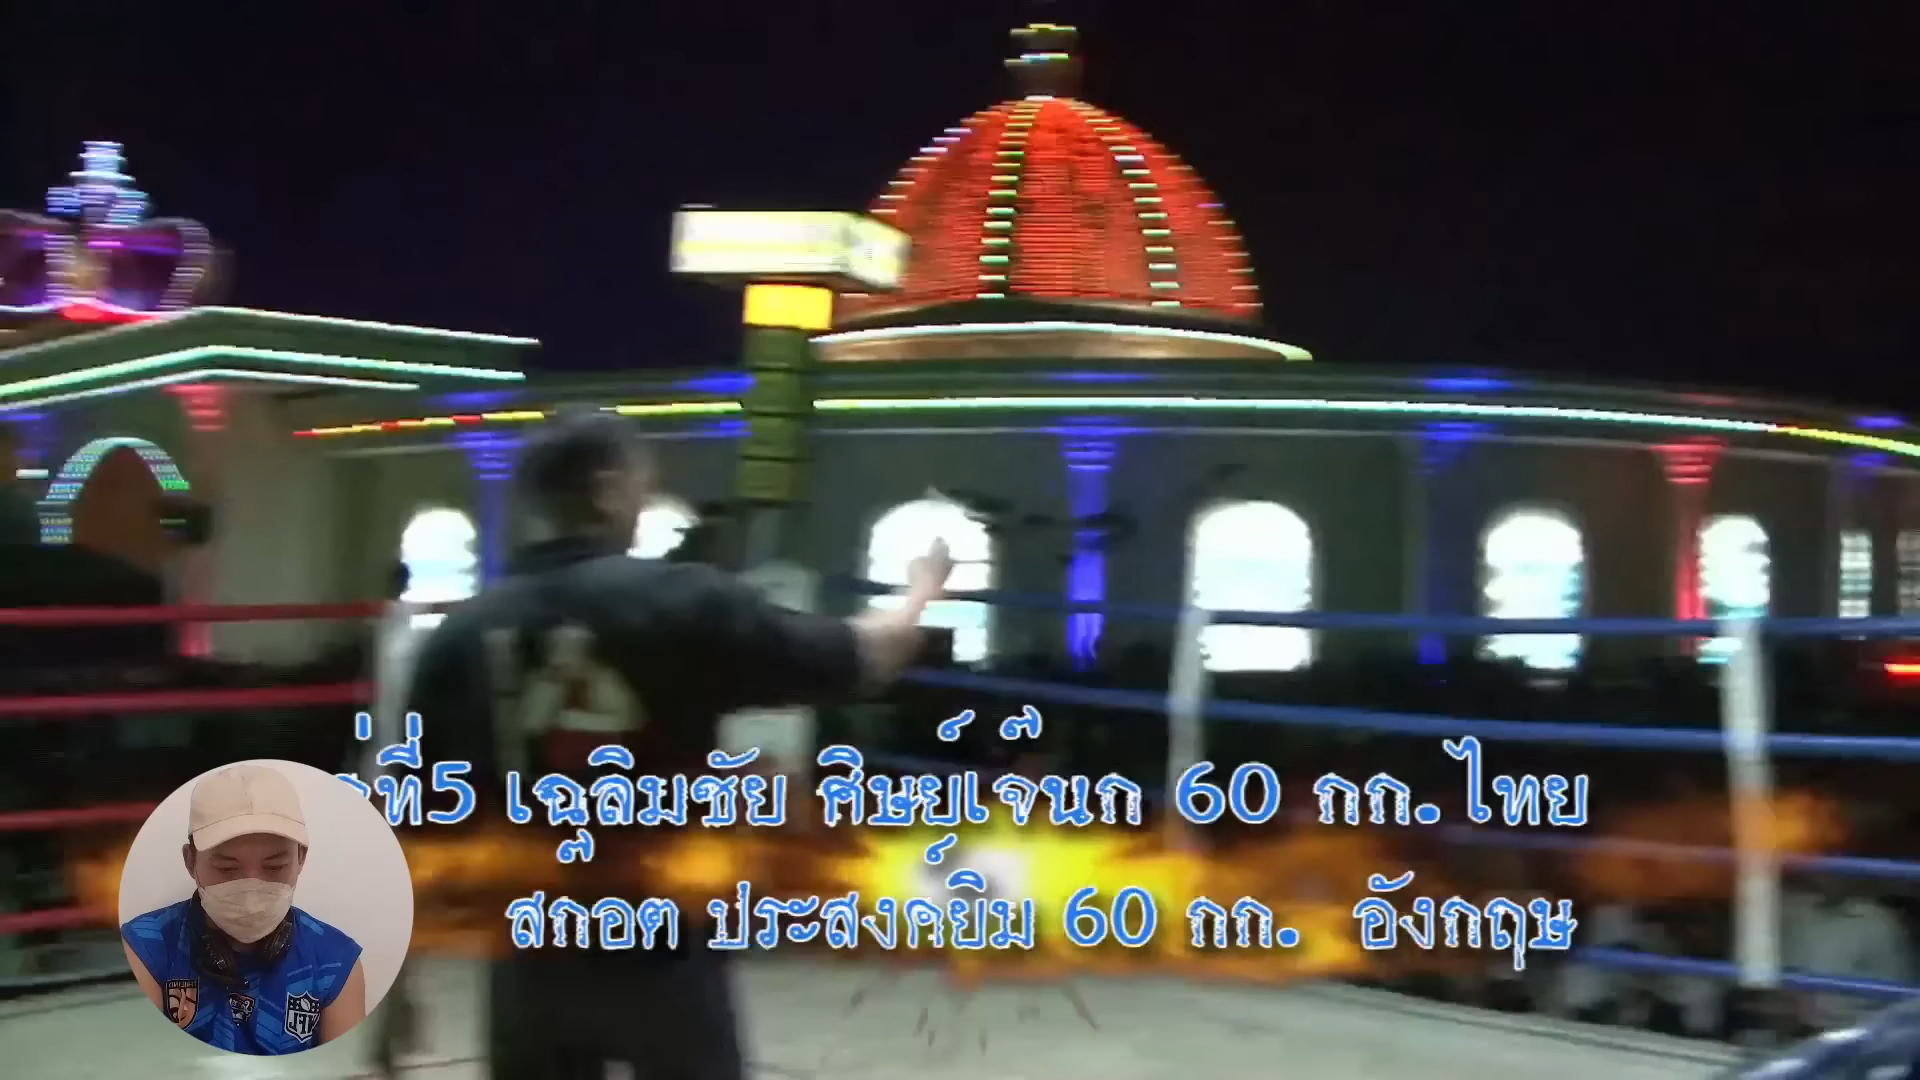 ที่5 เฉลิมชัย ศิษย์เจ๊นก 60 กก.ไทย
สก๊อต ประสงค์ยิม 60 กก. อังกฤษ
NFL